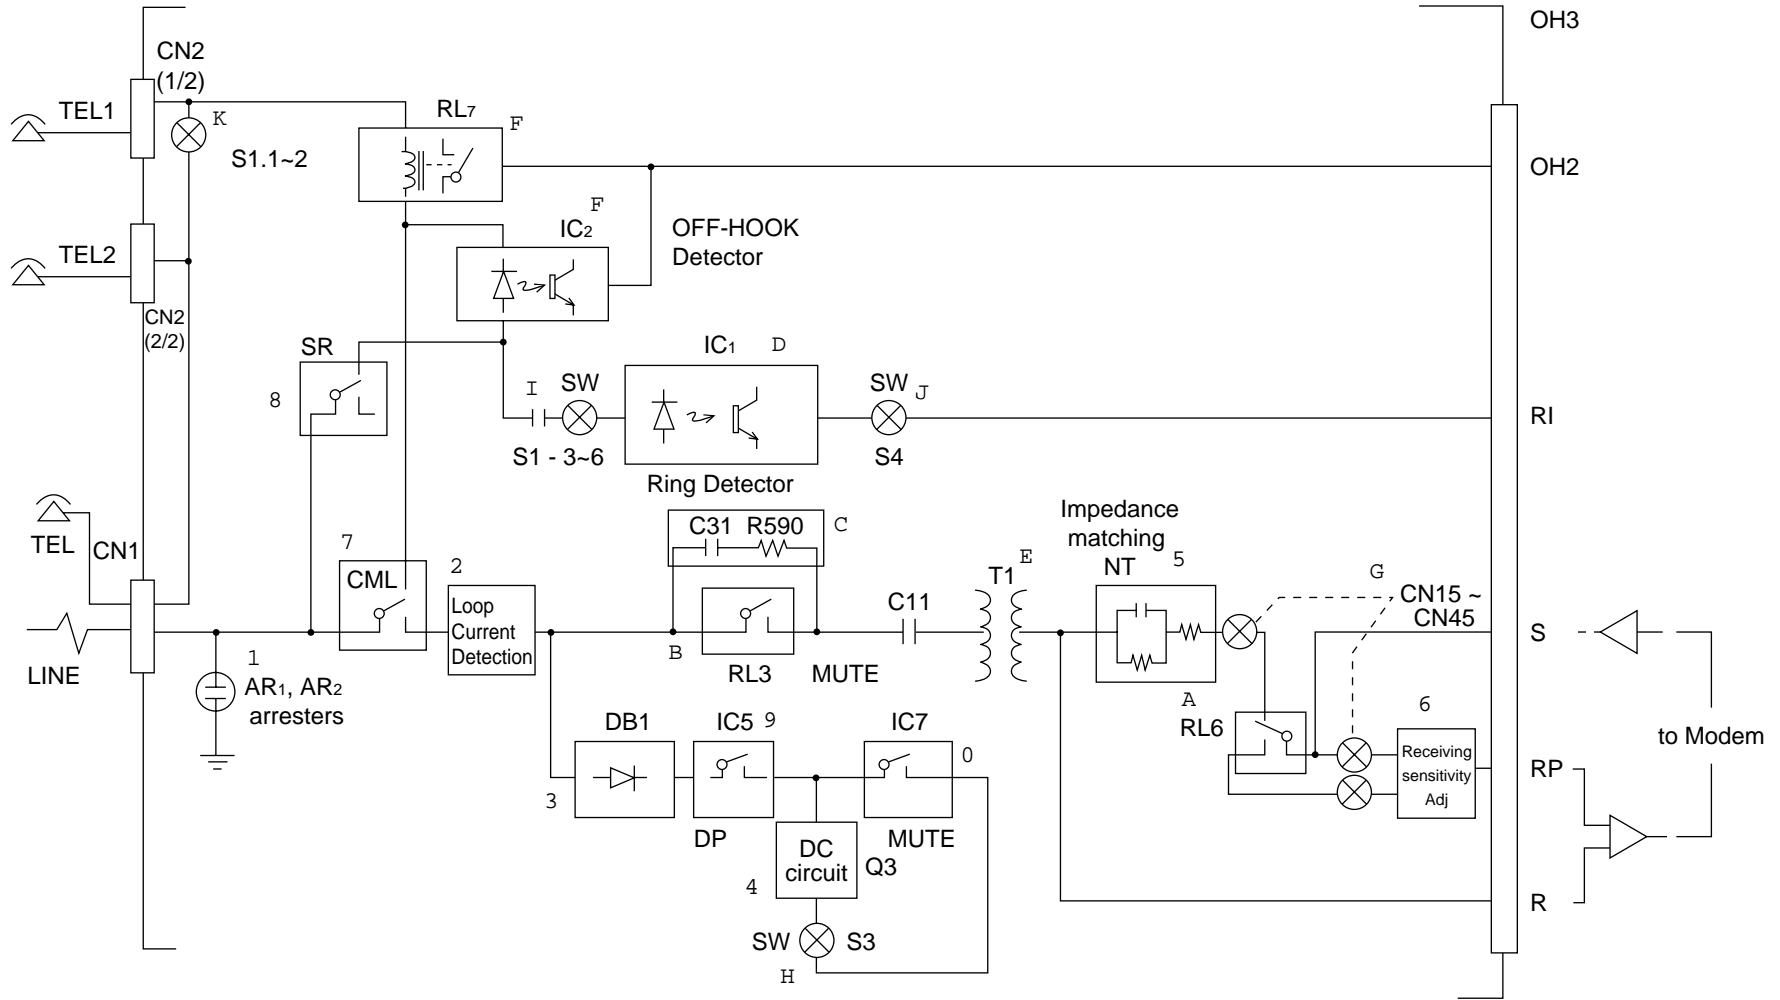 OH3
CN2
(1/2)
TEL1
K
S1.1~2
RL7
F
OH2
TEL2
CN2
(2/2)
F
IC2
OFF-HOOK
Detector
SR
8
IC1
D
I
SW
S1 - 3~6
Ring Detector
SW
J
S4
RI
TEL
CN1
LINE
7
CML
2
Loop
Current
Detection
1
AR1, AR2
arresters
C31 R590
C
B
RL3
MUTE
C11
T1
E
Impedance
matching
NT
5
G
CN15 ~
CN45
S
A
RL6
6
Receiving
sensitivity
Adj
to Modem
RP
DB1
3
IC5
9
DP
IC7
0
MUTE
DC
circuit
Q3
4
SW
S3
H
R